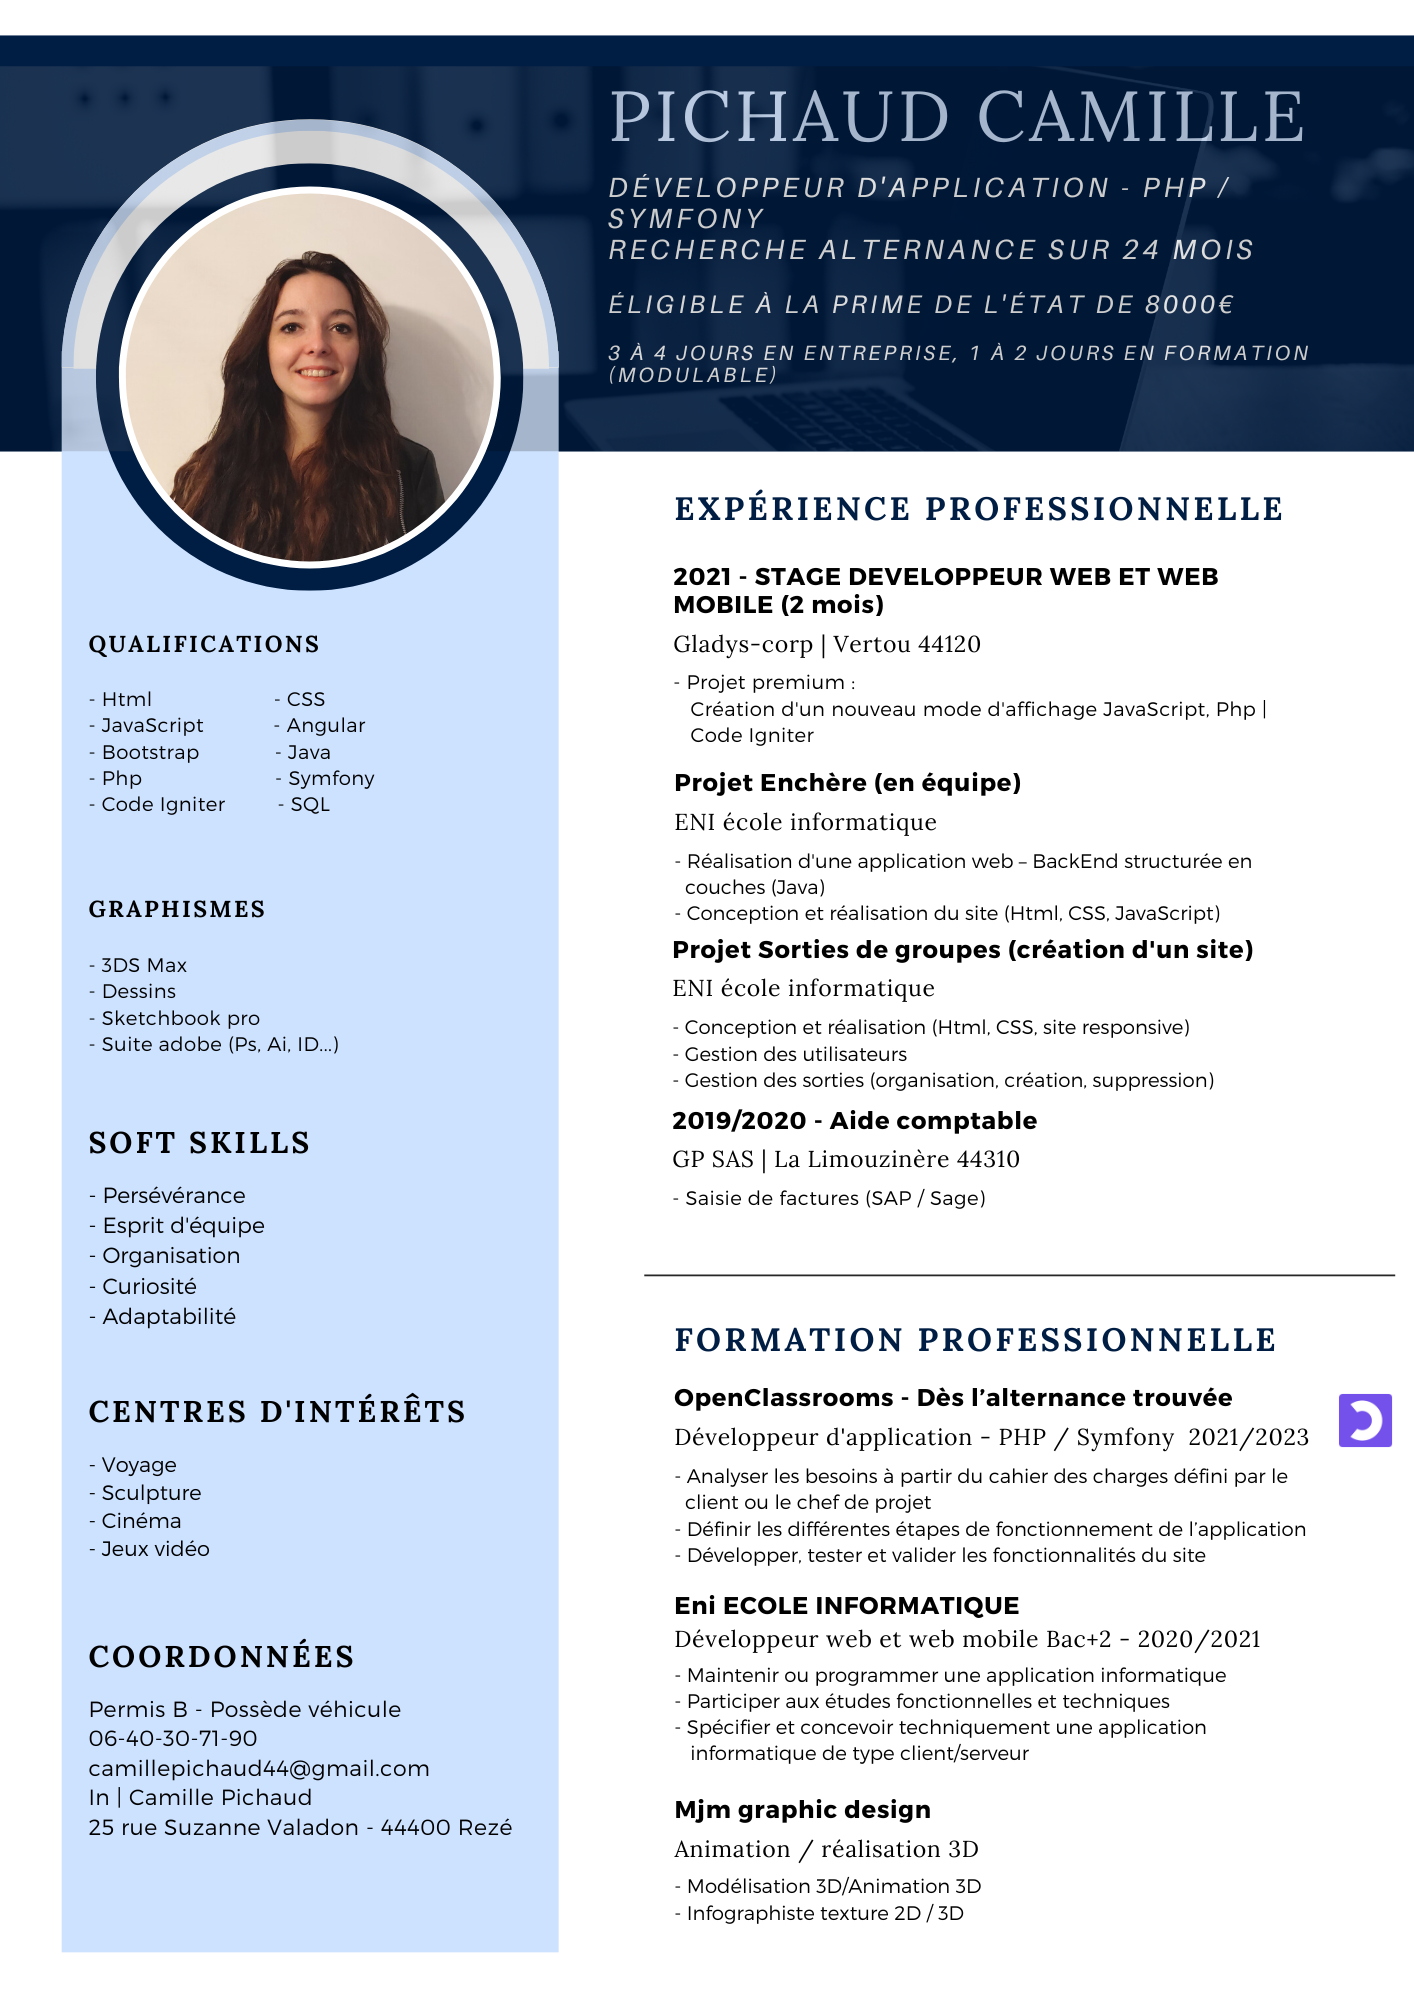 PICHAUD CAMILLE
DÉVELOPPEUR D'APPLICATION - PHP /
SYMFONY
RECHERCHE ALTERNANCE SUR 24 MOIS
ÉLIGIBLE À LA PRIME DE L'ÉTAT DE 8000€
3 À 4 JOURS EN ENTREPRISE, 1 À 2 JOURS EN FORMATION
(MODULABLE)
QUALIFICATIONS
- Html - CSS
- JavaScript - Angular
- Bootstrap - Java
- Php - Symfony
- Code Igniter - SQL
GRAPHISMES
- 3DS Max
- Dessins
- Sketchbook pro
- Suite adobe (Ps, Ai, ID...)
SOFT SKILLS
- Persévérance
- Esprit d'équipe
- Organisation
- Curiosité
- Adaptabilité
CENTRES D'INTÉRÊTS
- Voyage
- Sculpture
- Cinéma
- Jeux vidéo
COORDONNÉES
Permis B - Possède véhicule
06-40-30-71-90
camillepichaud44@gmail.com
In | Camille Pichaud
25 rue Suzanne Valadon - 44400 Rezé
EXPÉRIENCE PROFESSIONNELLE
2021 - STAGE DEVELOPPEUR WEB ET WEB
MOBILE (2 mois)
Gladys-corp | Vertou 44120
- Projet premium :
Création d'un nouveau mode d'affichage JavaScript, Php |
Code Igniter
Projet Enchère (en équipe)
ENI école informatique
- Réalisation d'une application web – BackEnd structurée en
couches (Java)
- Conception et réalisation du site (Html, CSS, JavaScript)
Projet Sorties de groupes (création d'un site)
ENI école informatique
- Conception et réalisation (Html, CSS, site responsive)
- Gestion des utilisateurs
- Gestion des sorties (organisation, création, suppression)
2019/2020 - Aide comptable
GP SAS | La Limouzinère 44310
- Saisie de factures (SAP / Sage)
FORMATION PROFESSIONNELLE
OpenClassrooms - Dès l’alternance trouvée
Développeur d'application - PHP / Symfony 2021/2023
- Analyser les besoins à partir du cahier des charges défini par le
client ou le chef de projet
- Définir les différentes étapes de fonctionnement de l’application
- Développer, tester et valider les fonctionnalités du site
Eni ECOLE INFORMATIQUE
Développeur web et web mobile Bac+2 - 2020/2021
- Maintenir ou programmer une application informatique
- Participer aux études fonctionnelles et techniques
- Spécifier et concevoir techniquement une application
informatique de type client/serveur
Mjm graphic design
Animation / réalisation 3D
- Modélisation 3D/Animation 3D
- Infographiste texture 2D / 3D